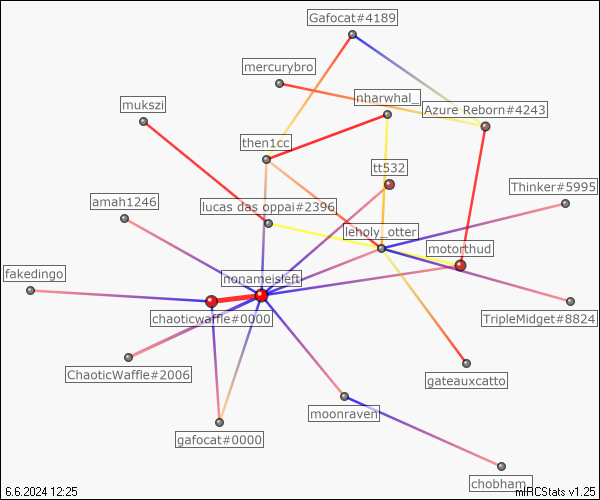 Gafocat#4189
mercurybro
nharwhal_
mukszi
Azure Reborn#4243
then1cc
tt532
Thinker#5995
amah1246
lucas das oppai#2396
leholy_otter
motorthud
fakedingo
nonameisleft
chaoticwaffle#0000
TripleMidget#8824
ChaoticWaffle#2006
gateauxcatto
moonraven
gafocat#0000
chobham_
6.6.2024 12:25
mIRCStats v1.25